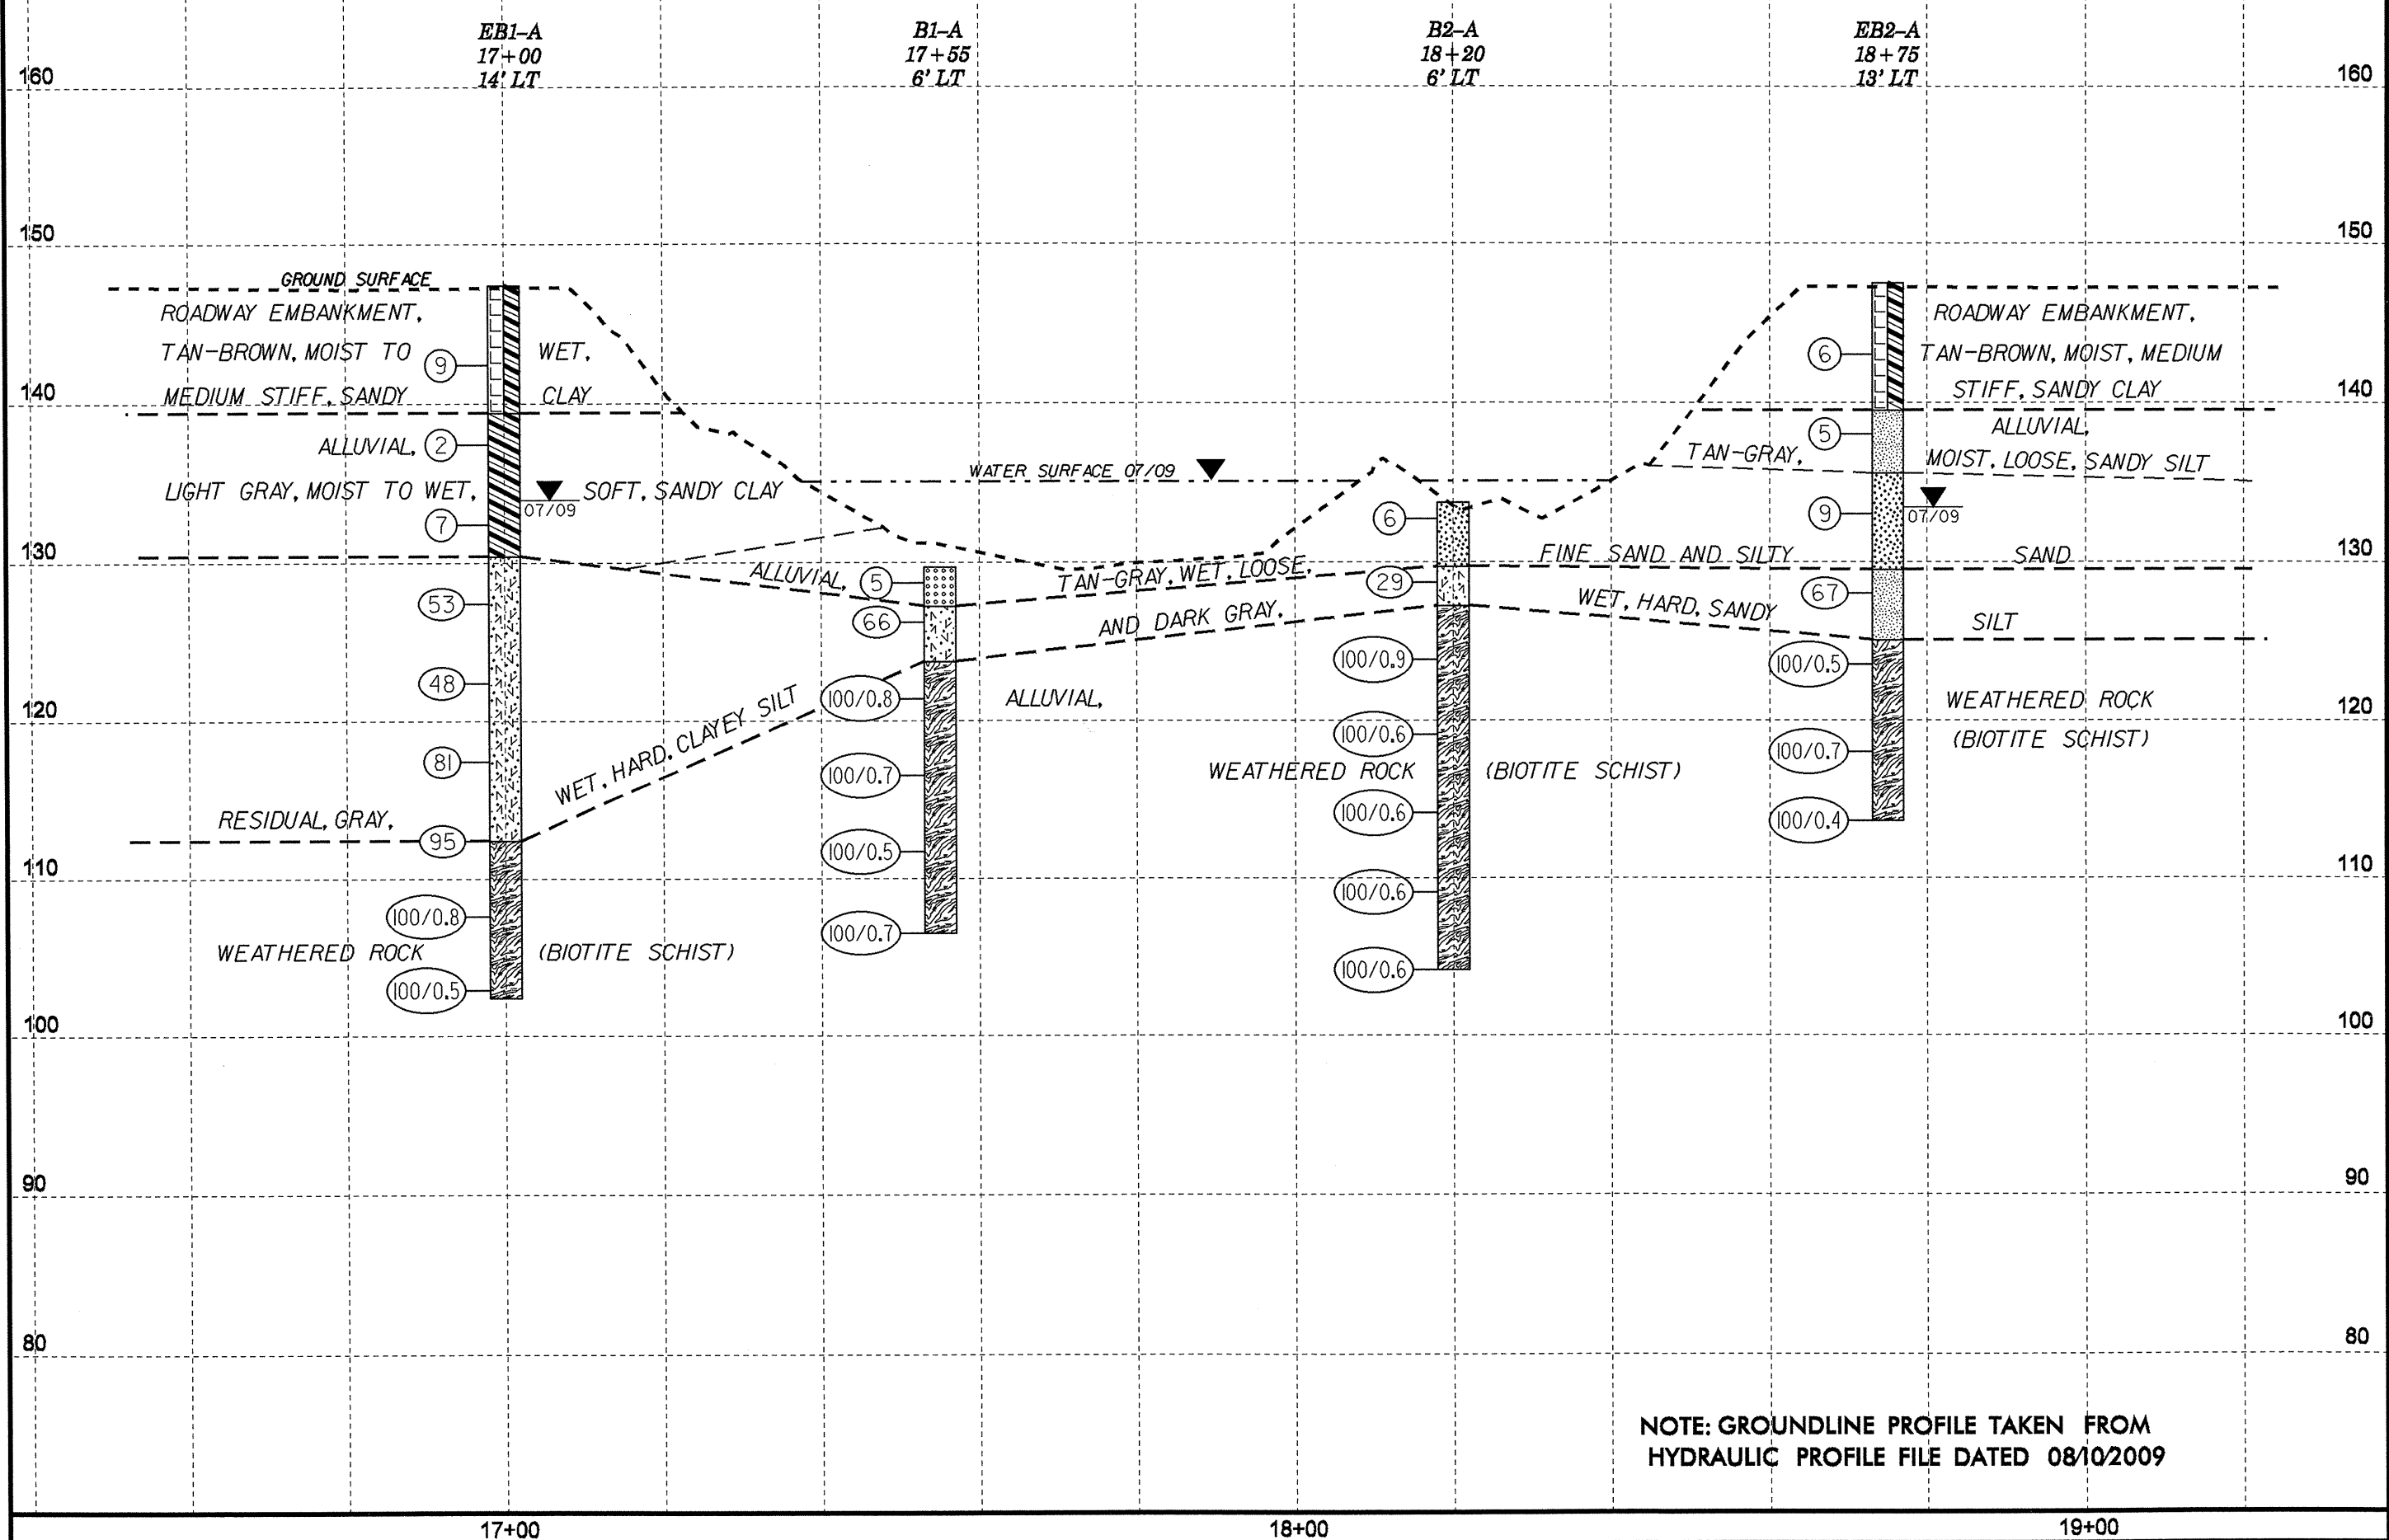 EB1-A
17+00
14' LT
B1-A
17+55
6' LT
B2-A
18+20
6' LT
EB2-A
18+75
13' LT
160
160
150
150
GROUND SURFACE
ROADWAY EMBANKMENT,
TAN-BROWN, MOIST TO
WET,
9
MEDIUM STIFF, SANDY
CLAY
ROADWAY EMBANKMENT,
6
TAN-BROWN, MOIST, MEDIUM
STIFF, SANDY CLAY
140
140
ALLUVIAL,
2
LIGHT GRAY, MOIST TO WET,
SOFT, SANDY CLAY
07/09
7
WATER SURFACE 07/09
5
ALLUVIAL,
TAN-GRAY,
MOIST, LOOSE, SANDY SILT
6
9
07/09
130
130
ALLUVIAL,
5
TAN-GRAY, WET, LOOSE,
FINE SAND AND SILTY
SAND
53
66
29
AND DARK GRAY,
WET, HARD, SANDY
67
SILT
48
100/0.8
ALLUVIAL,
100/0.9
100/0.5
WEATHERED ROCK
(BIOTITE SCHIST)
120
120
81
WET, HARD, CLAYEY SILT
100/0.7
100/0.6
WEATHERED ROCK
(BIOTITE SCHIST)
100/0.7
RESIDUAL, GRAY,
95
100/0.5
100/0.6
100/0.4
110
110
100/0.8
100/0.7
100/0.6
WEATHERED ROCK
(BIOTITE SCHIST)
100/0.5
100/0.6
100
100
90
90
80
80
NOTE: GROUNDLINE PROFILE TAKEN FROM
HYDRAULIC PROFILE FILE DATED 08/10/2009
17+00
18+00
19+00